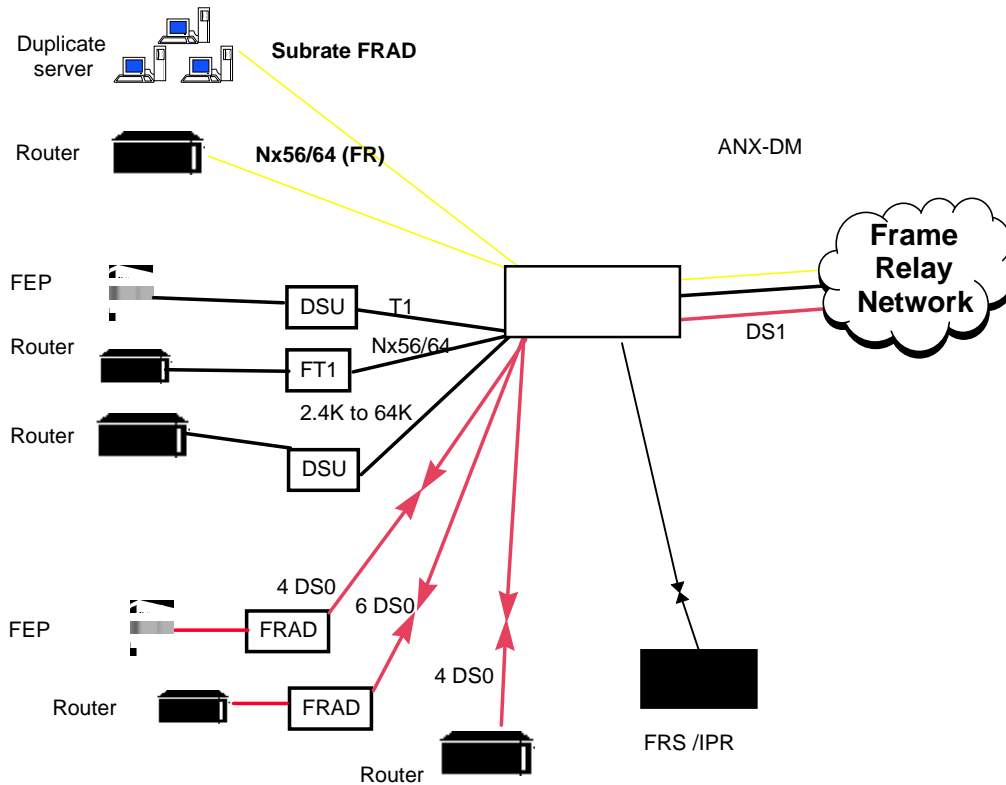 Duplicate
server
Subrate FRAD
Router
Nx56/64 (FR)
ANX-DM
Frame
Relay
Network
FEP
DSU
T1
DS1
Router
FT1
Nx56/64
2.4K to 64K
Router
DSU
4 DS0
6 DS0
FEP
FRAD
4 DS0
Router
FRAD
FRS /IPR
Router